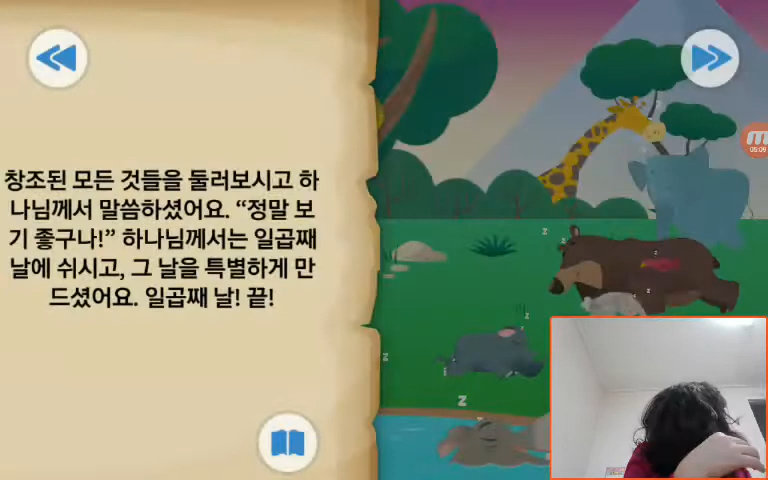 창조된 모든 것들을 둘러보시고 하
나님께서 말씀하셨어요. “정말 보
기 좋구나!” 하나님께서는 일곱째
날에 쉬시고, 그 날을 특별하게 만
드셨어요. 일곱째 날! 끝!
z
z
z
z
z
z
z
05:09